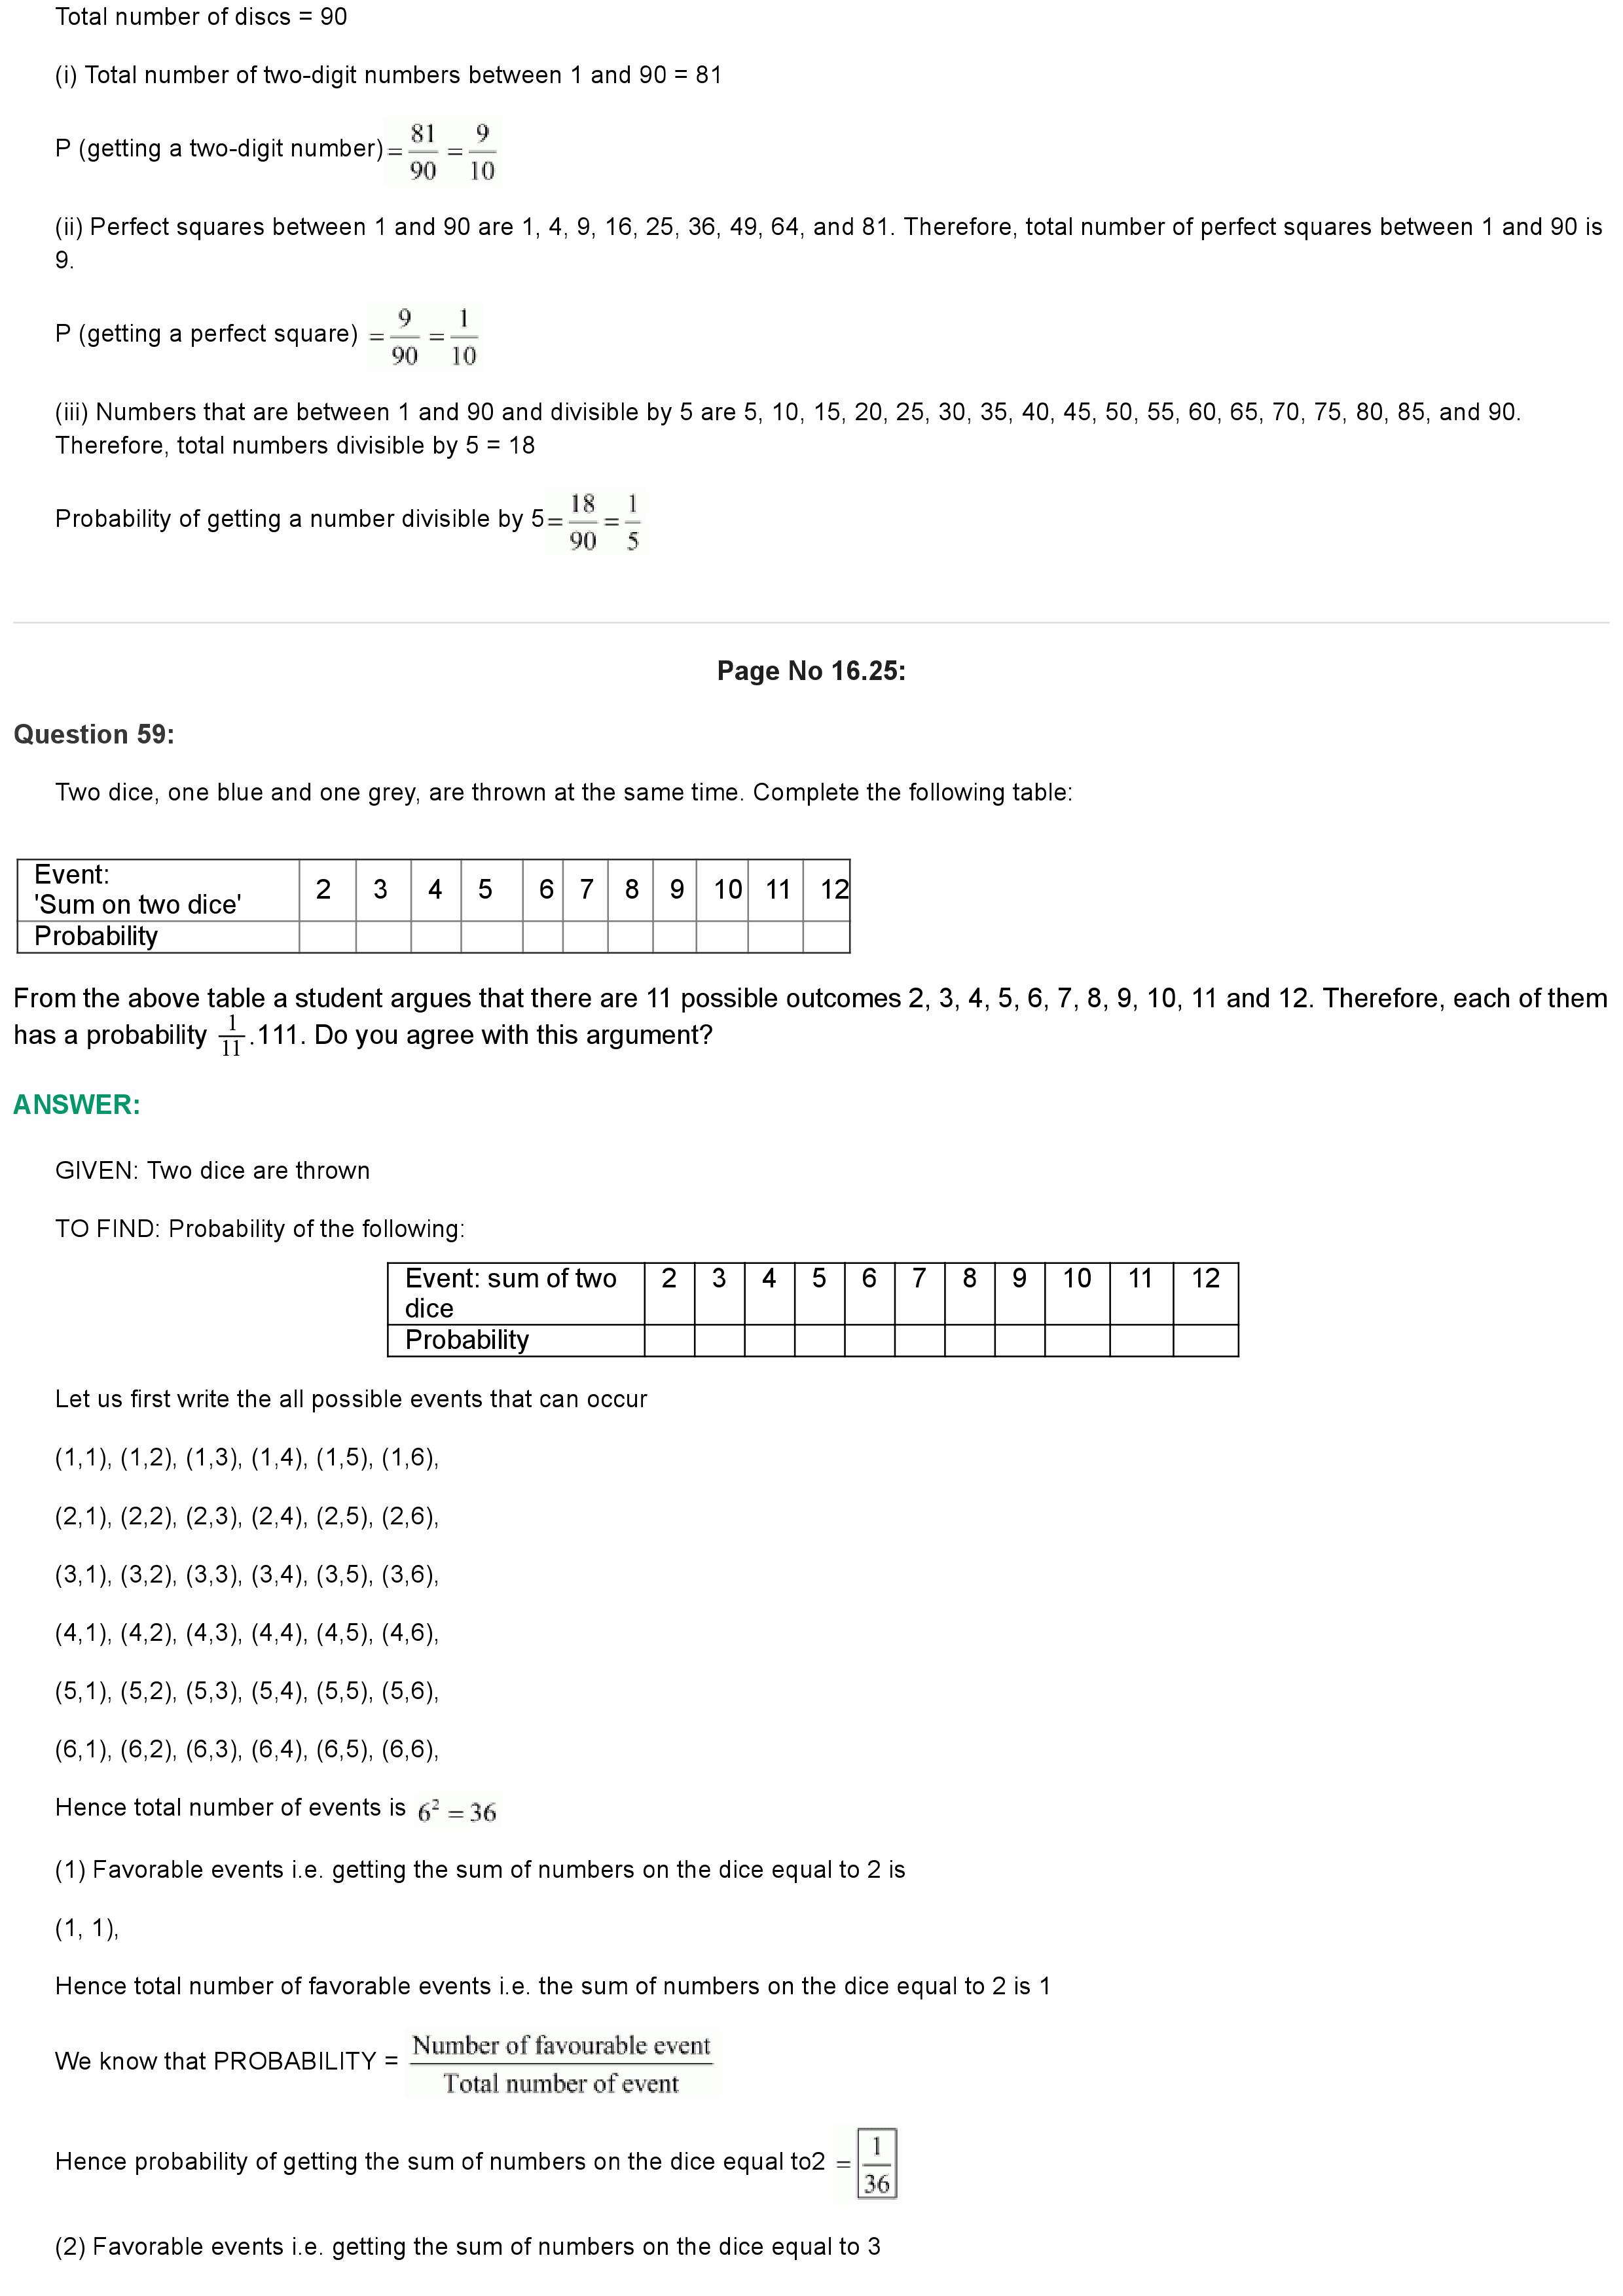 Total number of discs = 90
(i) Total number of two-digit numbers between 1 and 90 = 81
P (getting a two-digit number) = 81/90 = 9/10
(ii) Perfect squares between 1 and 90 are 1, 4, 9, 16, 25, 36, 49, 64, and 81. Therefore, total number of perfect squares between 1 and 90 is
9.
P (getting a perfect square) = 9/90 = 1/10
(iii) Numbers that are between 1 and 90 and divisible by 5 are 5, 10, 15, 20, 25, 30, 35, 40, 45, 50, 55, 60, 65, 70, 75, 80, 85, and 90.
Therefore, total numbers divisible by 5 = 18
Probability of getting a number divisible by 5 = 18/90 = 1/5
Page No 16.25:
Question 59:
Two dice, one blue and one grey, are thrown at the same time. Complete the following table:
Event:
'Sum on two dice' 2 3 4 5 6 7 8 9 10 11 12
Probability
From the above table a student argues that there are 11 possible outcomes 2, 3, 4, 5, 6, 7, 8, 9, 10, 11 and 12. Therefore, each of them
has a probability 1/11.111. Do you agree with this argument?
ANSWER:
GIVEN: Two dice are thrown
TO FIND: Probability of the following:
Event: sum of two 2 3 4 5 6 7 8 9 10 11 12
dice
Probability
Let us first write the all possible events that can occur
(1,1), (1,2), (1,3), (1,4), (1,5), (1,6),
(2,1), (2,2), (2,3), (2,4), (2,5), (2,6),
(3,1), (3,2), (3,3), (3,4), (3,5), (3,6),
(4,1), (4,2), (4,3), (4,4), (4,5), (4,6),
(5,1), (5,2), (5,3), (5,4), (5,5), (5,6),
(6,1), (6,2), (6,3), (6,4), (6,5), (6,6),
Hence total number of events is 6² = 36
(1) Favorable events i.e. getting the sum of numbers on the dice equal to 2 is
(1, 1),
Hence total number of favorable events i.e. the sum of numbers on the dice equal to 2 is 1
We know that PROBABILITY = Number of favourable event / Total number of event
Hence probability of getting the sum of numbers on the dice equal to2 = 1/36
(2) Favorable events i.e. getting the sum of numbers on the dice equal to 3